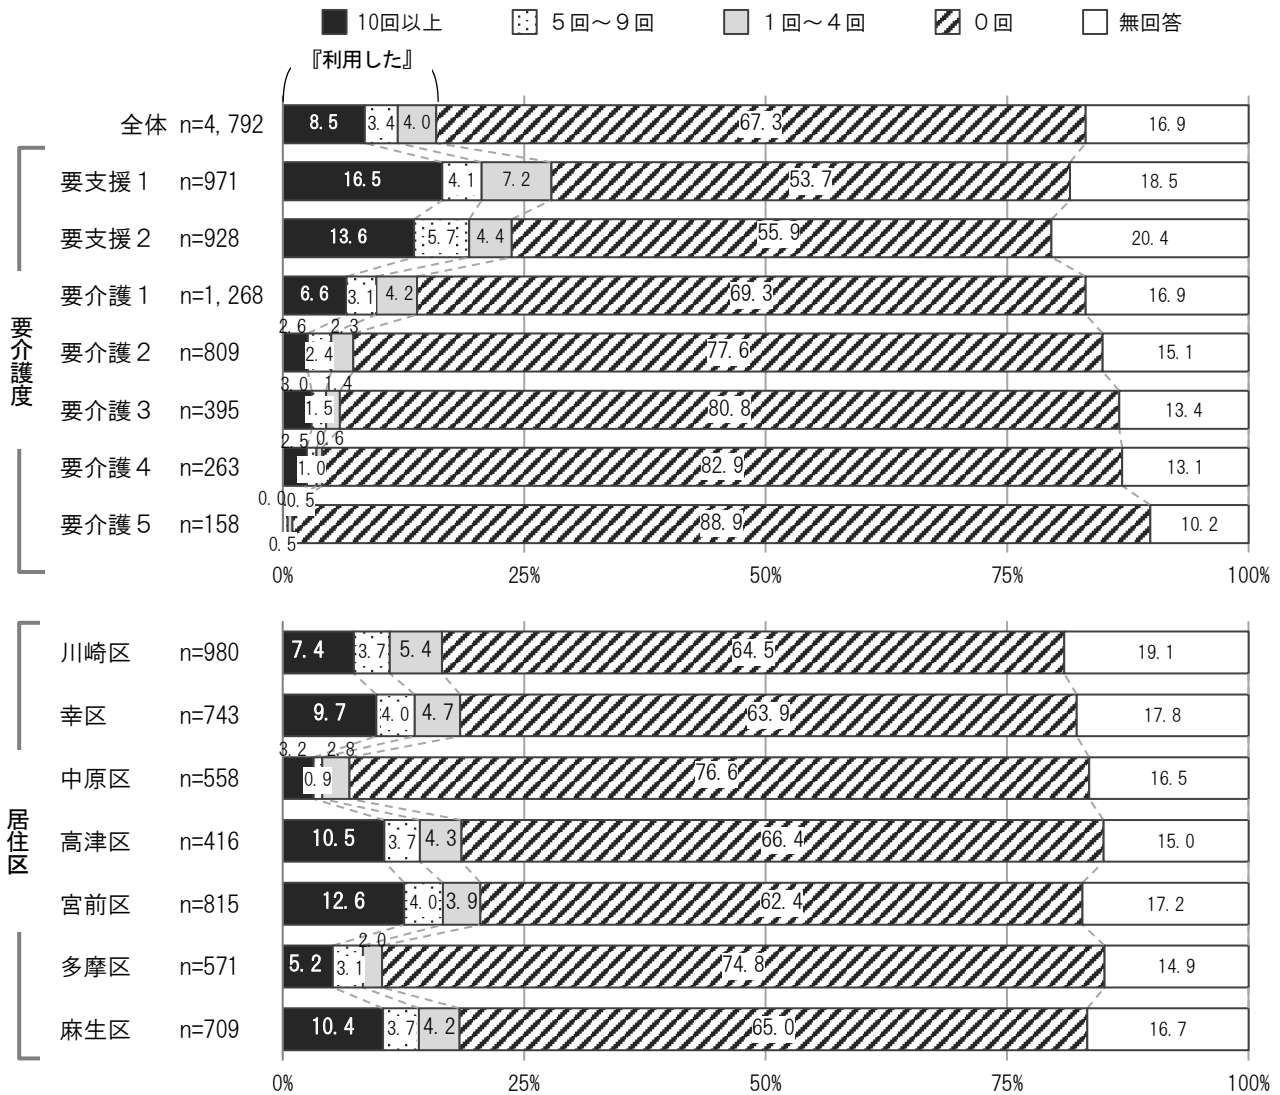 10回以上 ５回～９回 １回～４回 ０回 無回答
『利用した』
全体 n=4,792 8.5 3.4 4.0 67.3 16.9
要介護度
要支援１ n=971 16.5 4.1 7.2 53.7 18.5
要支援２ n=928 13.6 5.7 4.4 55.9 20.4
要介護１ n=1,268 6.6 3.1 4.2 69.3 16.9
要介護２ n=809 2.6 2.4 2.3 77.6 15.1
要介護３ n=395 3.0 1.5 1.4 80.8 13.4
要介護４ n=263 2.5 1.0 0.6 82.9 13.1
要介護５ n=158 0.0 0.5 0.5 88.9 10.2
0% 25% 50% 75% 100%
居住区
川崎区 n=980 7.4 3.7 5.4 64.5 19.1
幸区 n=743 9.7 4.0 4.7 63.9 17.8
中原区 n=558 3.2 0.9 2.8 76.6 16.5
高津区 n=416 10.5 3.7 4.3 66.4 15.0
宮前区 n=815 12.6 4.0 3.9 62.4 17.2
多摩区 n=571 5.2 3.1 2.0 74.8 14.9
麻生区 n=709 10.4 3.7 4.2 65.0 16.7
0% 25% 50% 75% 100%